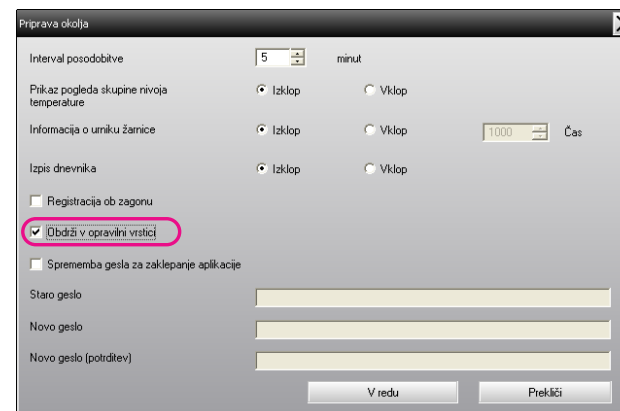 Priprava okolja
Interval posodobitve 5 minut
Prikaz pogleda skupine nivoja temperature Izklop Vklop
Informacija o urniku žarnice Izklop Vklop 1000 Čas
Izpis dnevnika Izklop Vklop
Registracija ob zagonu
Obdrži v opravilni vrstici
Sprememba gesla za zaklepanje aplikacije
Staro geslo
Novo geslo
Novo geslo (potrditev)
V redu Prekliči